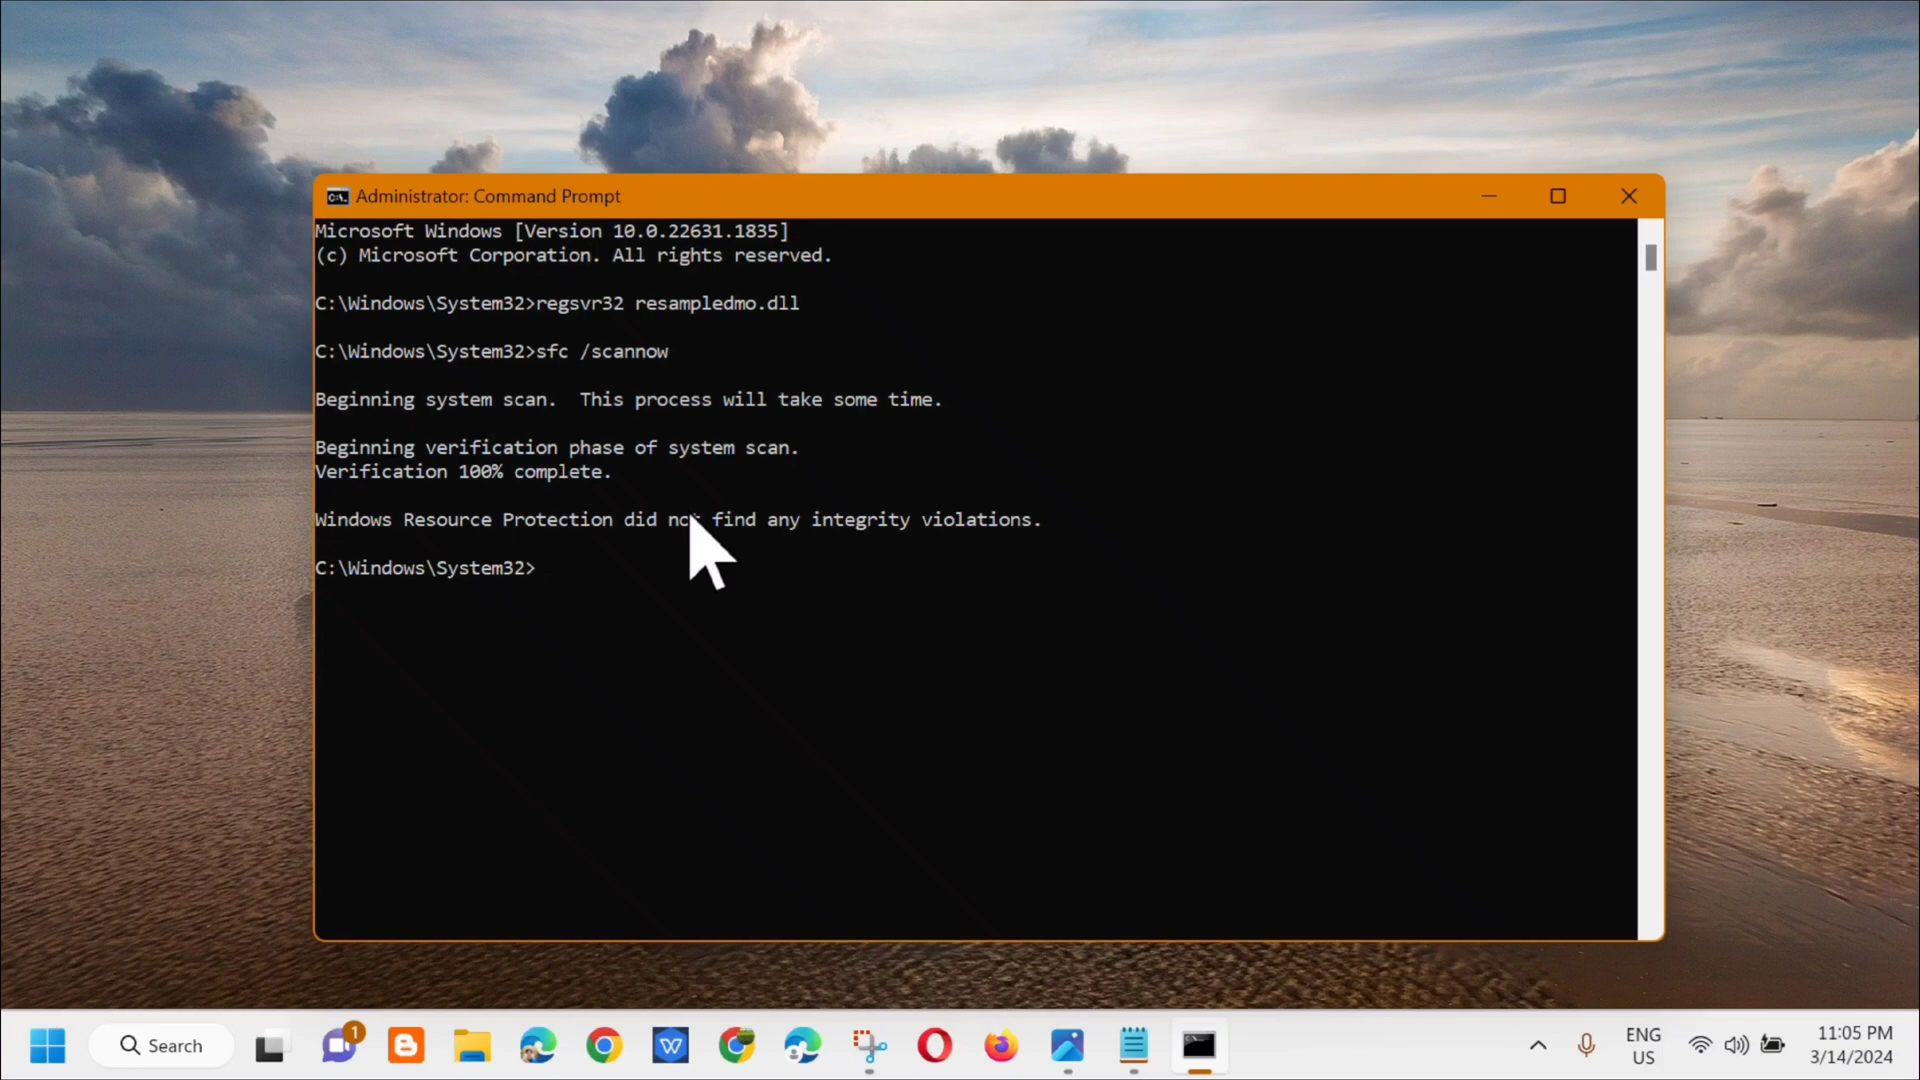 Administrator: Command Prompt
Microsoft Windows [Version 10.0.22631.1835]
(c) Microsoft Corporation. All rights reserved.
C:\Windows\System32>regsvr32 resampledmo.dll
C:\Windows\System32>sfc /scannow
Beginning system scan.  This process will take some time.
Beginning verification phase of system scan.
Verification 100% complete.
Windows Resource Protection did not find any integrity violations.
C:\Windows\System32>
Search
1
ENG
US
11:05 PM
3/14/2024